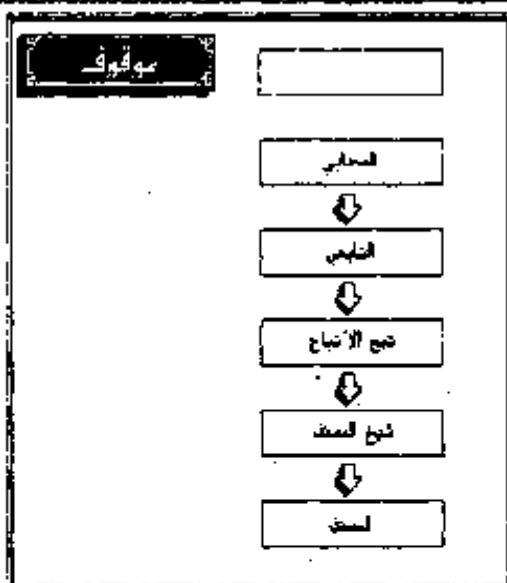 موقوف
الصحابي
التابعي
تبع الأتباع
شيخ المصنف
المصنف